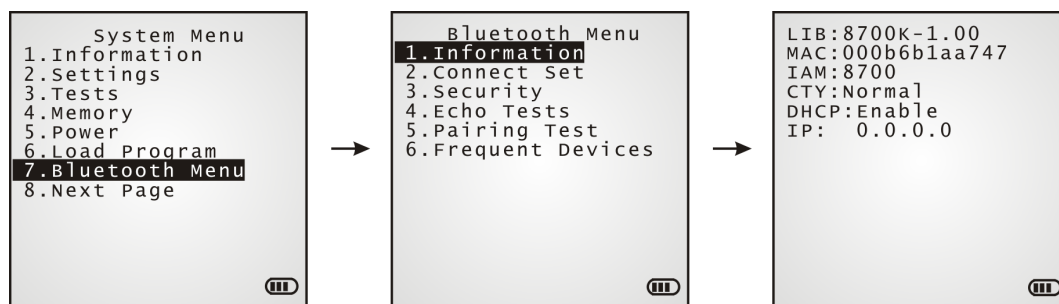 System Menu
1.Information
2.Settings
3.Tests
4.Memory
5.Power
6.Load Program
7.Bluetooth Menu
8.Next Page
Bluetooth Menu
1.Information
2.Connect Set
3.Security
4.Echo Tests
5.Pairing Test
6.Frequent Devices
LIB:8700K-1.00
MAC:000b6b1aa747
IAM:8700
CTY:Normal
DHCP:Enable
IP: 0.0.0.0